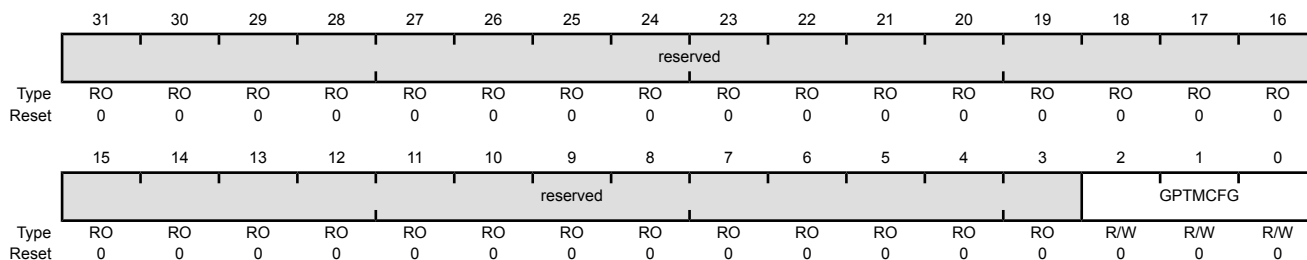 31 30 29 28 27 26 25 24 23 22 21 20 19 18 17 16
reserved
Type RO RO RO RO RO RO RO RO RO RO RO RO RO RO RO RO
Reset 0 0 0 0 0 0 0 0 0 0 0 0 0 0 0 0
15 14 13 12 11 10 9 8 7 6 5 4 3 2 1 0
reserved GPTMCFG
Type RO RO RO RO RO RO RO RO RO RO RO RO RO R/W R/W R/W
Reset 0 0 0 0 0 0 0 0 0 0 0 0 0 0 0 0